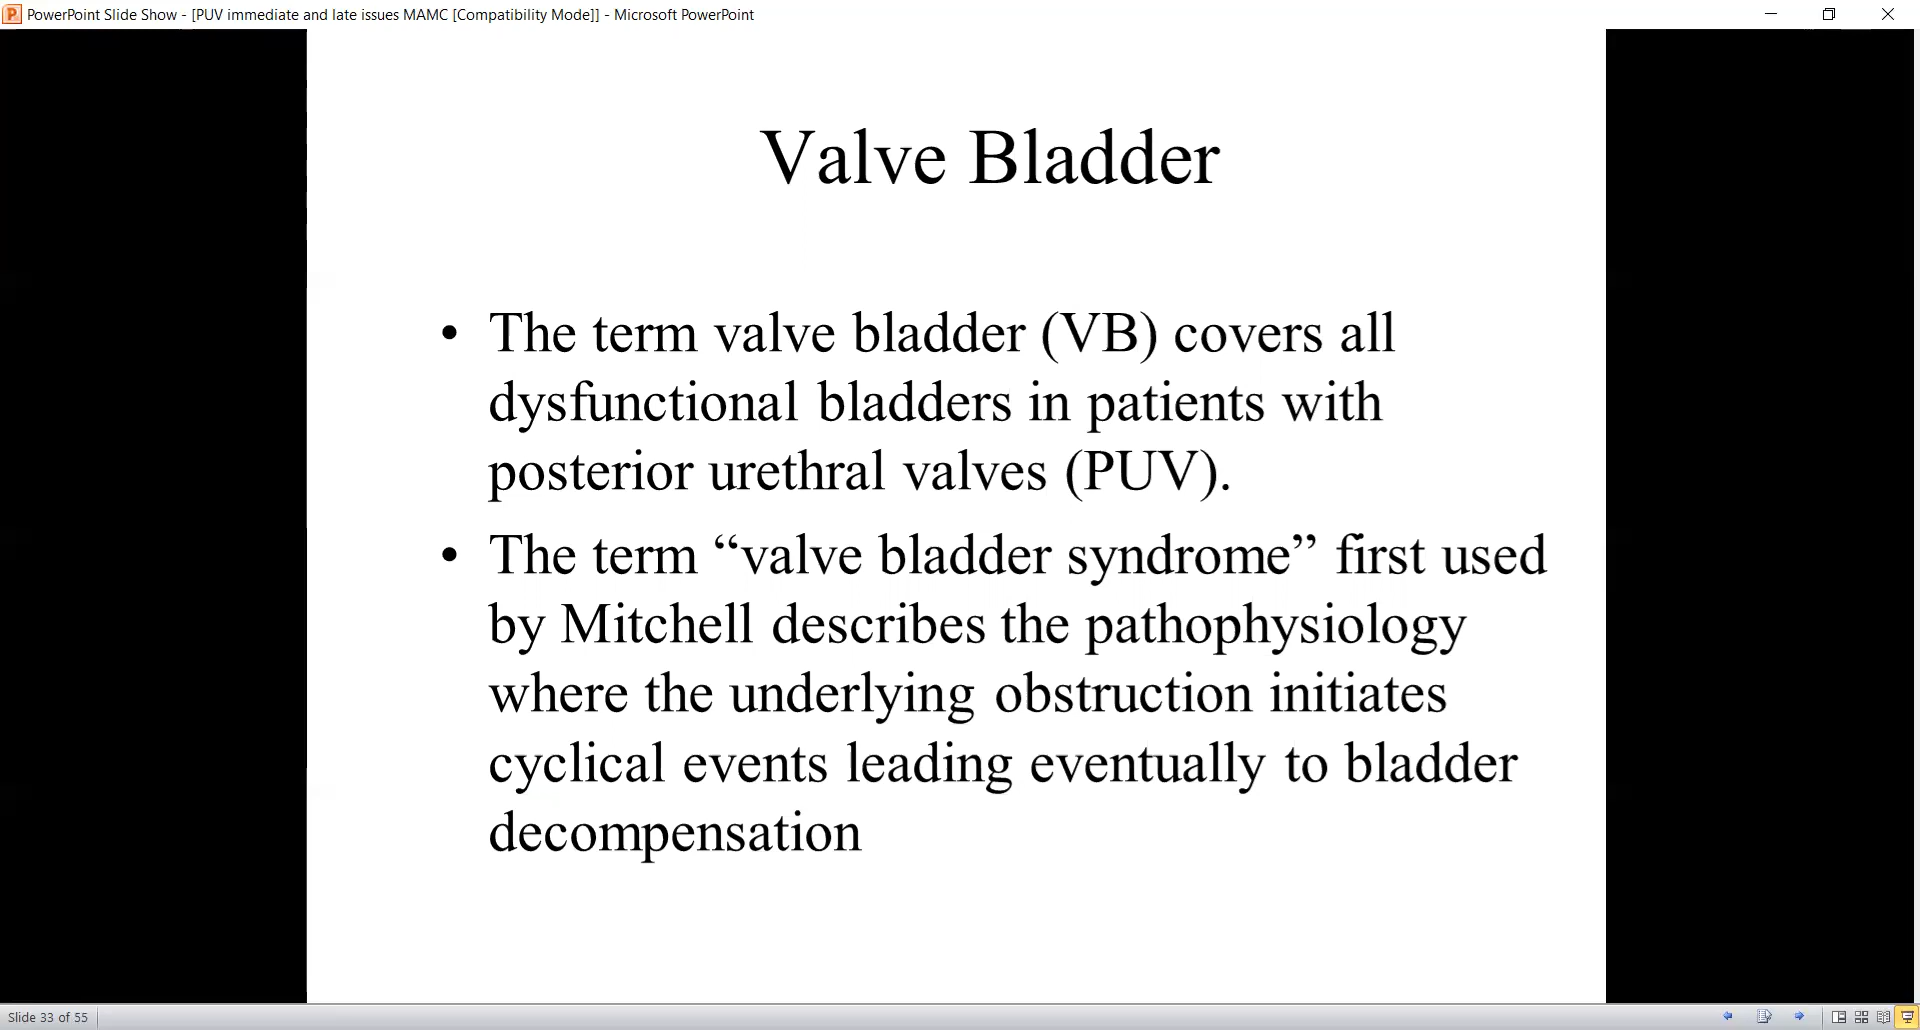 PowerPoint Slide Show - [PUV immediate and late issues MAMC [Compatibility Mode]] - Microsoft PowerPoint
Valve Bladder
• The term valve bladder (VB) covers all
dysfunctional bladders in patients with
posterior urethral valves (PUV).
• The term “valve bladder syndrome” first used
by Mitchell describes the pathophysiology
where the underlying obstruction initiates
cyclical events leading eventually to bladder
decompensation
Slide 33 of 55